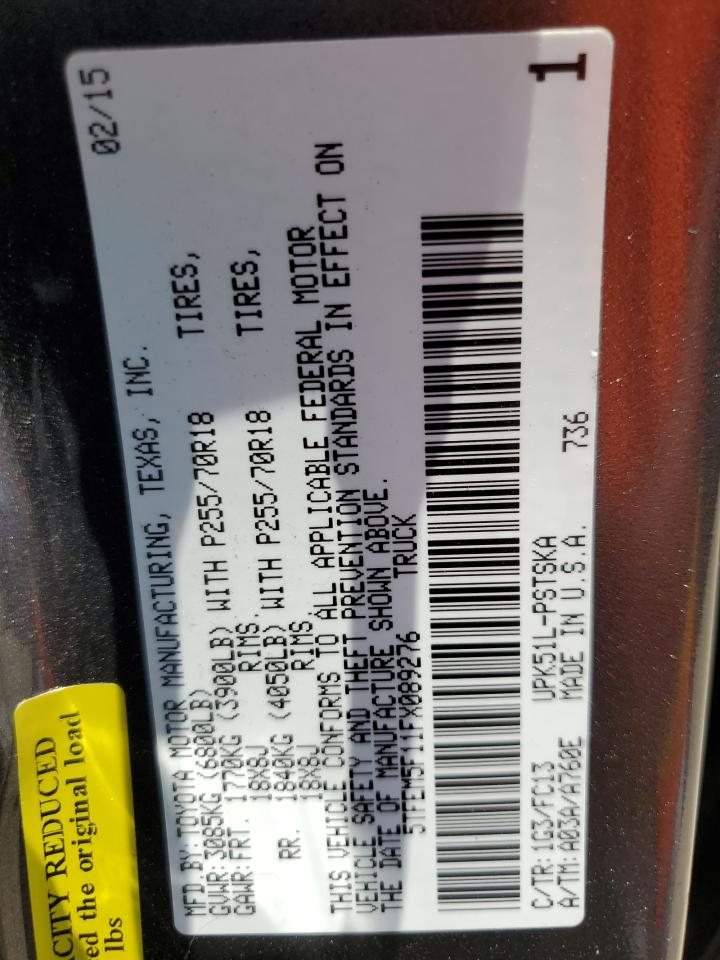 MFD BY:TOYOTA MOTOR MANUFACTURING, TEXAS, INC. 02/15
GVWR:3085KG (6800LB)
GAWR:FRT. 1770KG (3900LB) WITH P255/70R18 TIRES,
18X8J RIMS
RR. 1840KG (4050LB) WITH P255/70R18 TIRES,
18X8J RIMS
THIS VEHICLE CONFORMS TO ALL APPLICABLE FEDERAL MOTOR
VEHICLE SAFETY AND THEFT PREVENTION STANDARDS IN EFFECT ON
THE DATE OF MANUFACTURE SHOWN ABOVE.
5TFEM5F11FX089276 TRUCK
C/TR:1G3/FC13 UPK51L-PSTSKA
A/TM:A03A/A760E MADE IN U.S.A. 736 1
ACITY REDUCED
ed the original load
lbs